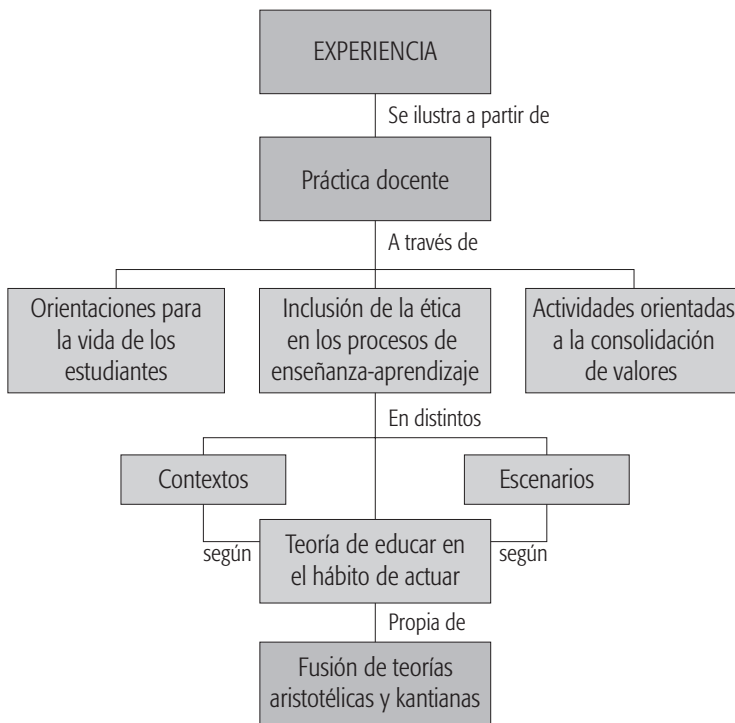 EXPERIENCIA
Se ilustra a partir de
Práctica docente
A través de
Orientaciones para
la vida de los
estudiantes
Inclusión de la ética
en los procesos de
enseñanza-aprendizaje
Actividades orientadas
a la consolidación
de valores
En distintos
Contextos
Escenarios
según
Teoría de educar en
el hábito de actuar
según
Propia de
Fusión de teorías
aristotélicas y kantianas